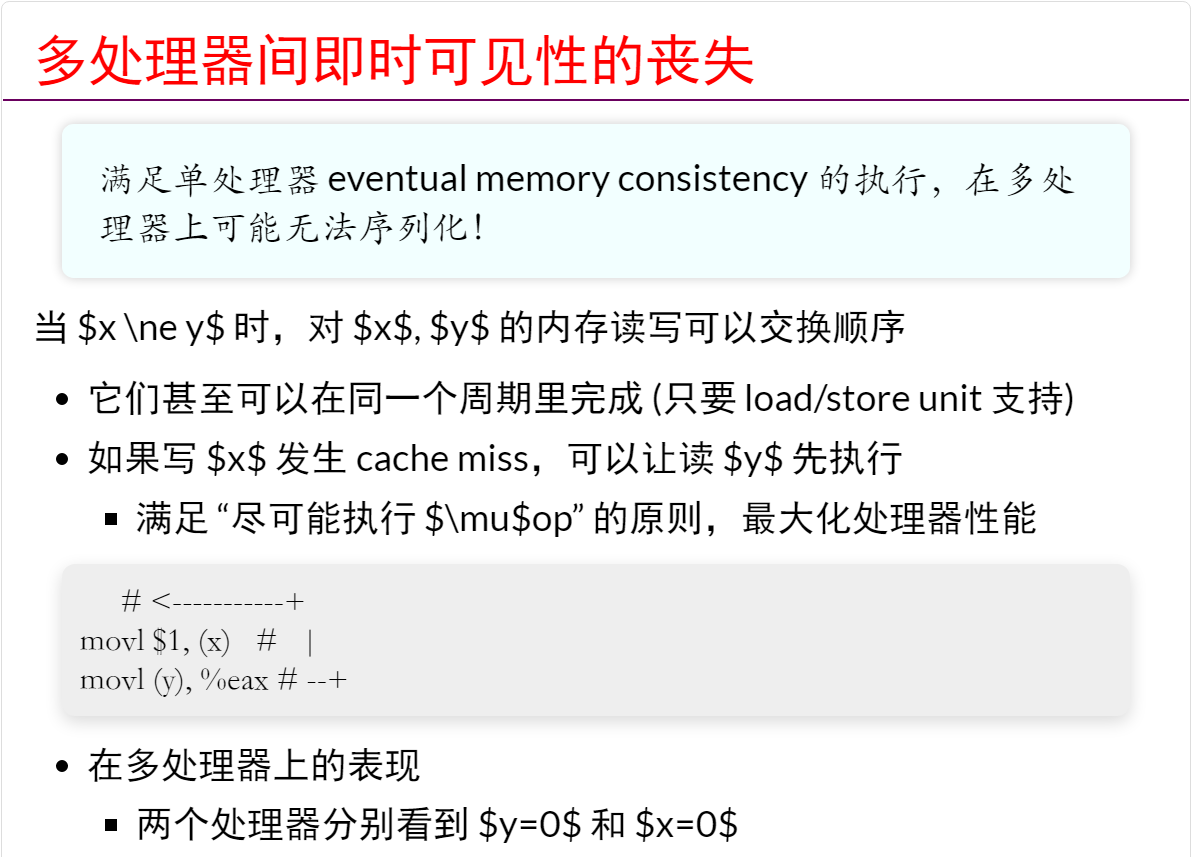 多处理器间即时可见性的丧失
满足单处理器 eventual memory consistency 的执行，在多处
理器上可能无法序列化！
当 $x \ne y$ 时，对 $x$, $y$ 的内存读写可以交换顺序
它们甚至可以在同一个周期里完成 (只要 load/store unit 支持)
如果写 $x$ 发生 cache miss，可以让读 $y$ 先执行
满足 “尽可能执行 $\mu$op” 的原则，最大化处理器性能
# <-----------+
movl $1, (x) # |
movl (y), %eax # --+
在多处理器上的表现
两个处理器分别看到 $y=0$ 和 $x=0$